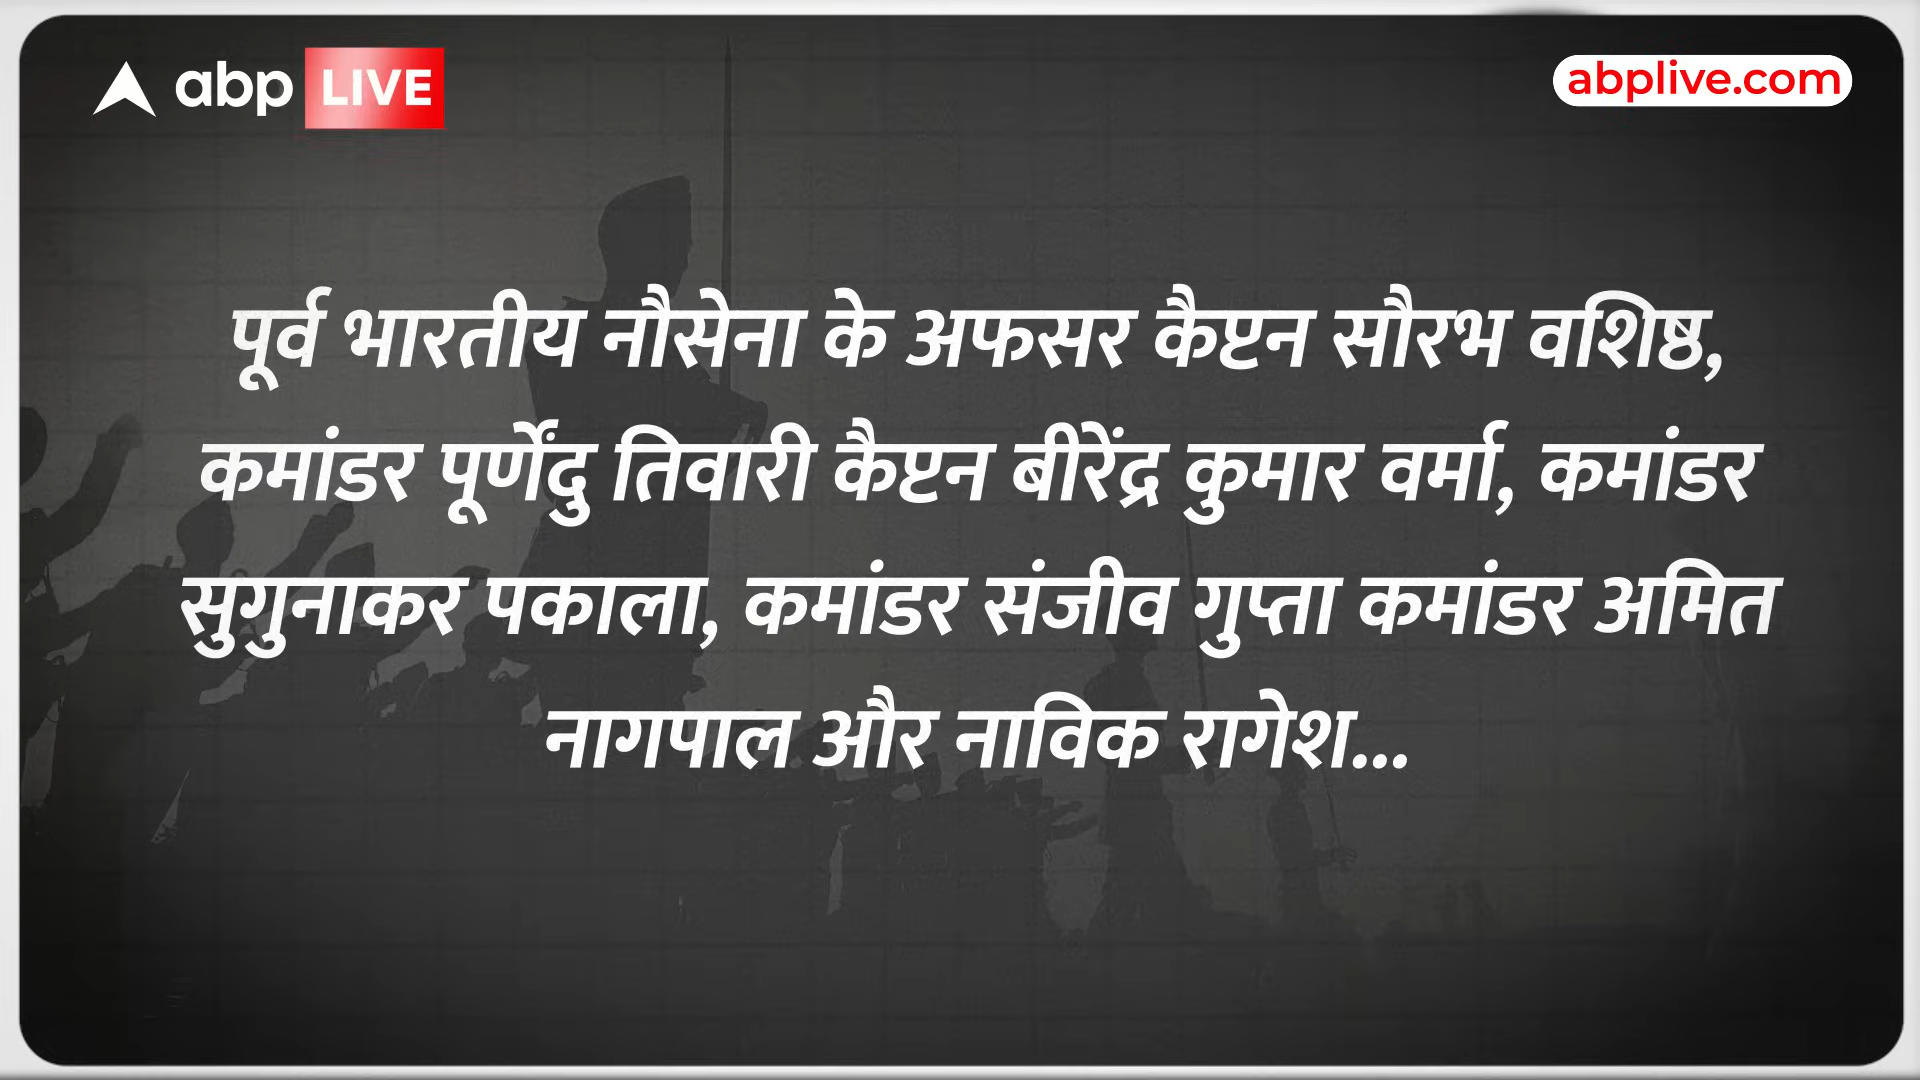 abp LIVE
abplive.com
पूर्व भारतीय नौसेना के अफसर कैप्टन सौरभ वशिष्ठ,
कमांडर पूर्णेंदु तिवारी कैप्टन बीरेंद्र कुमार वर्मा, कमांडर
सुगुनाकर पकाला, कमांडर संजीव गुप्ता कमांडर अमित
नागपाल और नाविक रागेश...